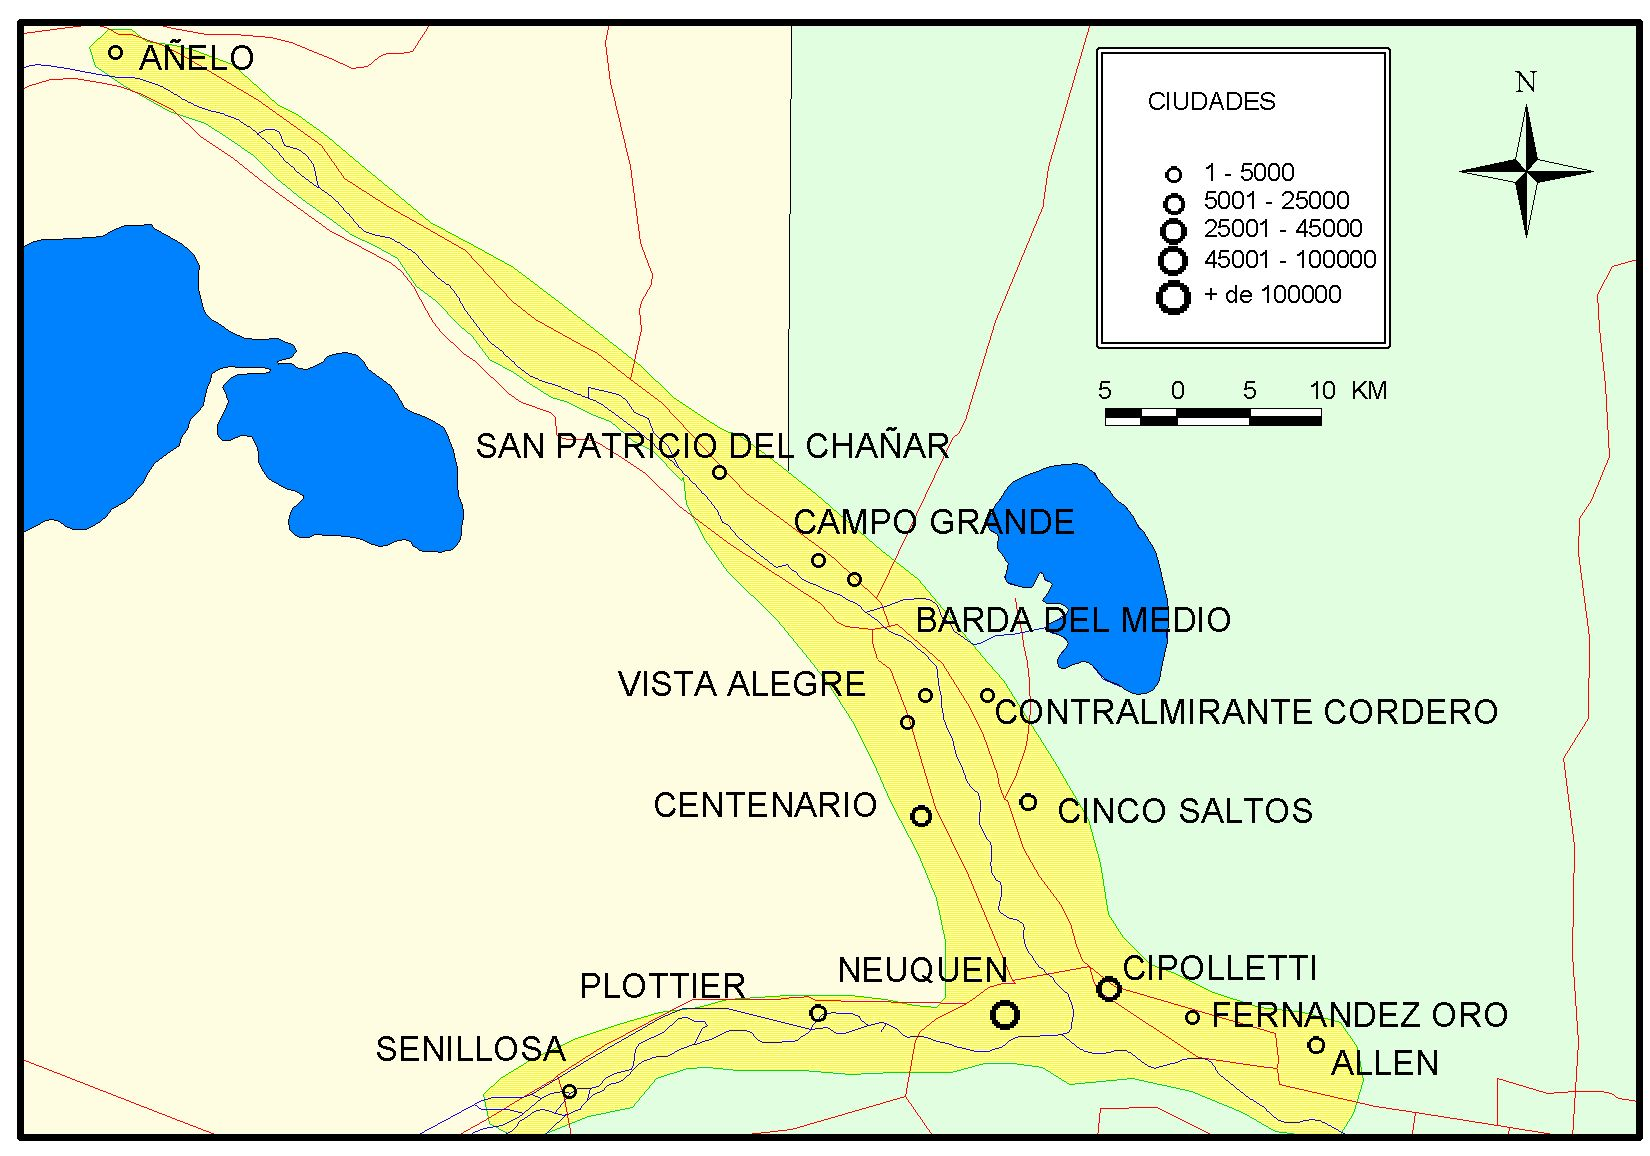 AÑELO
N
CIUDADES
1 - 5000
5001 - 25000
25001 - 45000
45001 - 100000
+ de 100000
5 0 5 10 KM
SAN PATRICIO DEL CHAÑAR
CAMPO GRANDE
BARDA DEL MEDIO
VISTA ALEGRE
CONTRALMIRANTE CORDERO
CENTENARIO
CINCO SALTOS
NEUQUEN
CIPOLLETTI
PLOTTIER
FERNANDEZ ORO
SENILLOSA
ALLEN